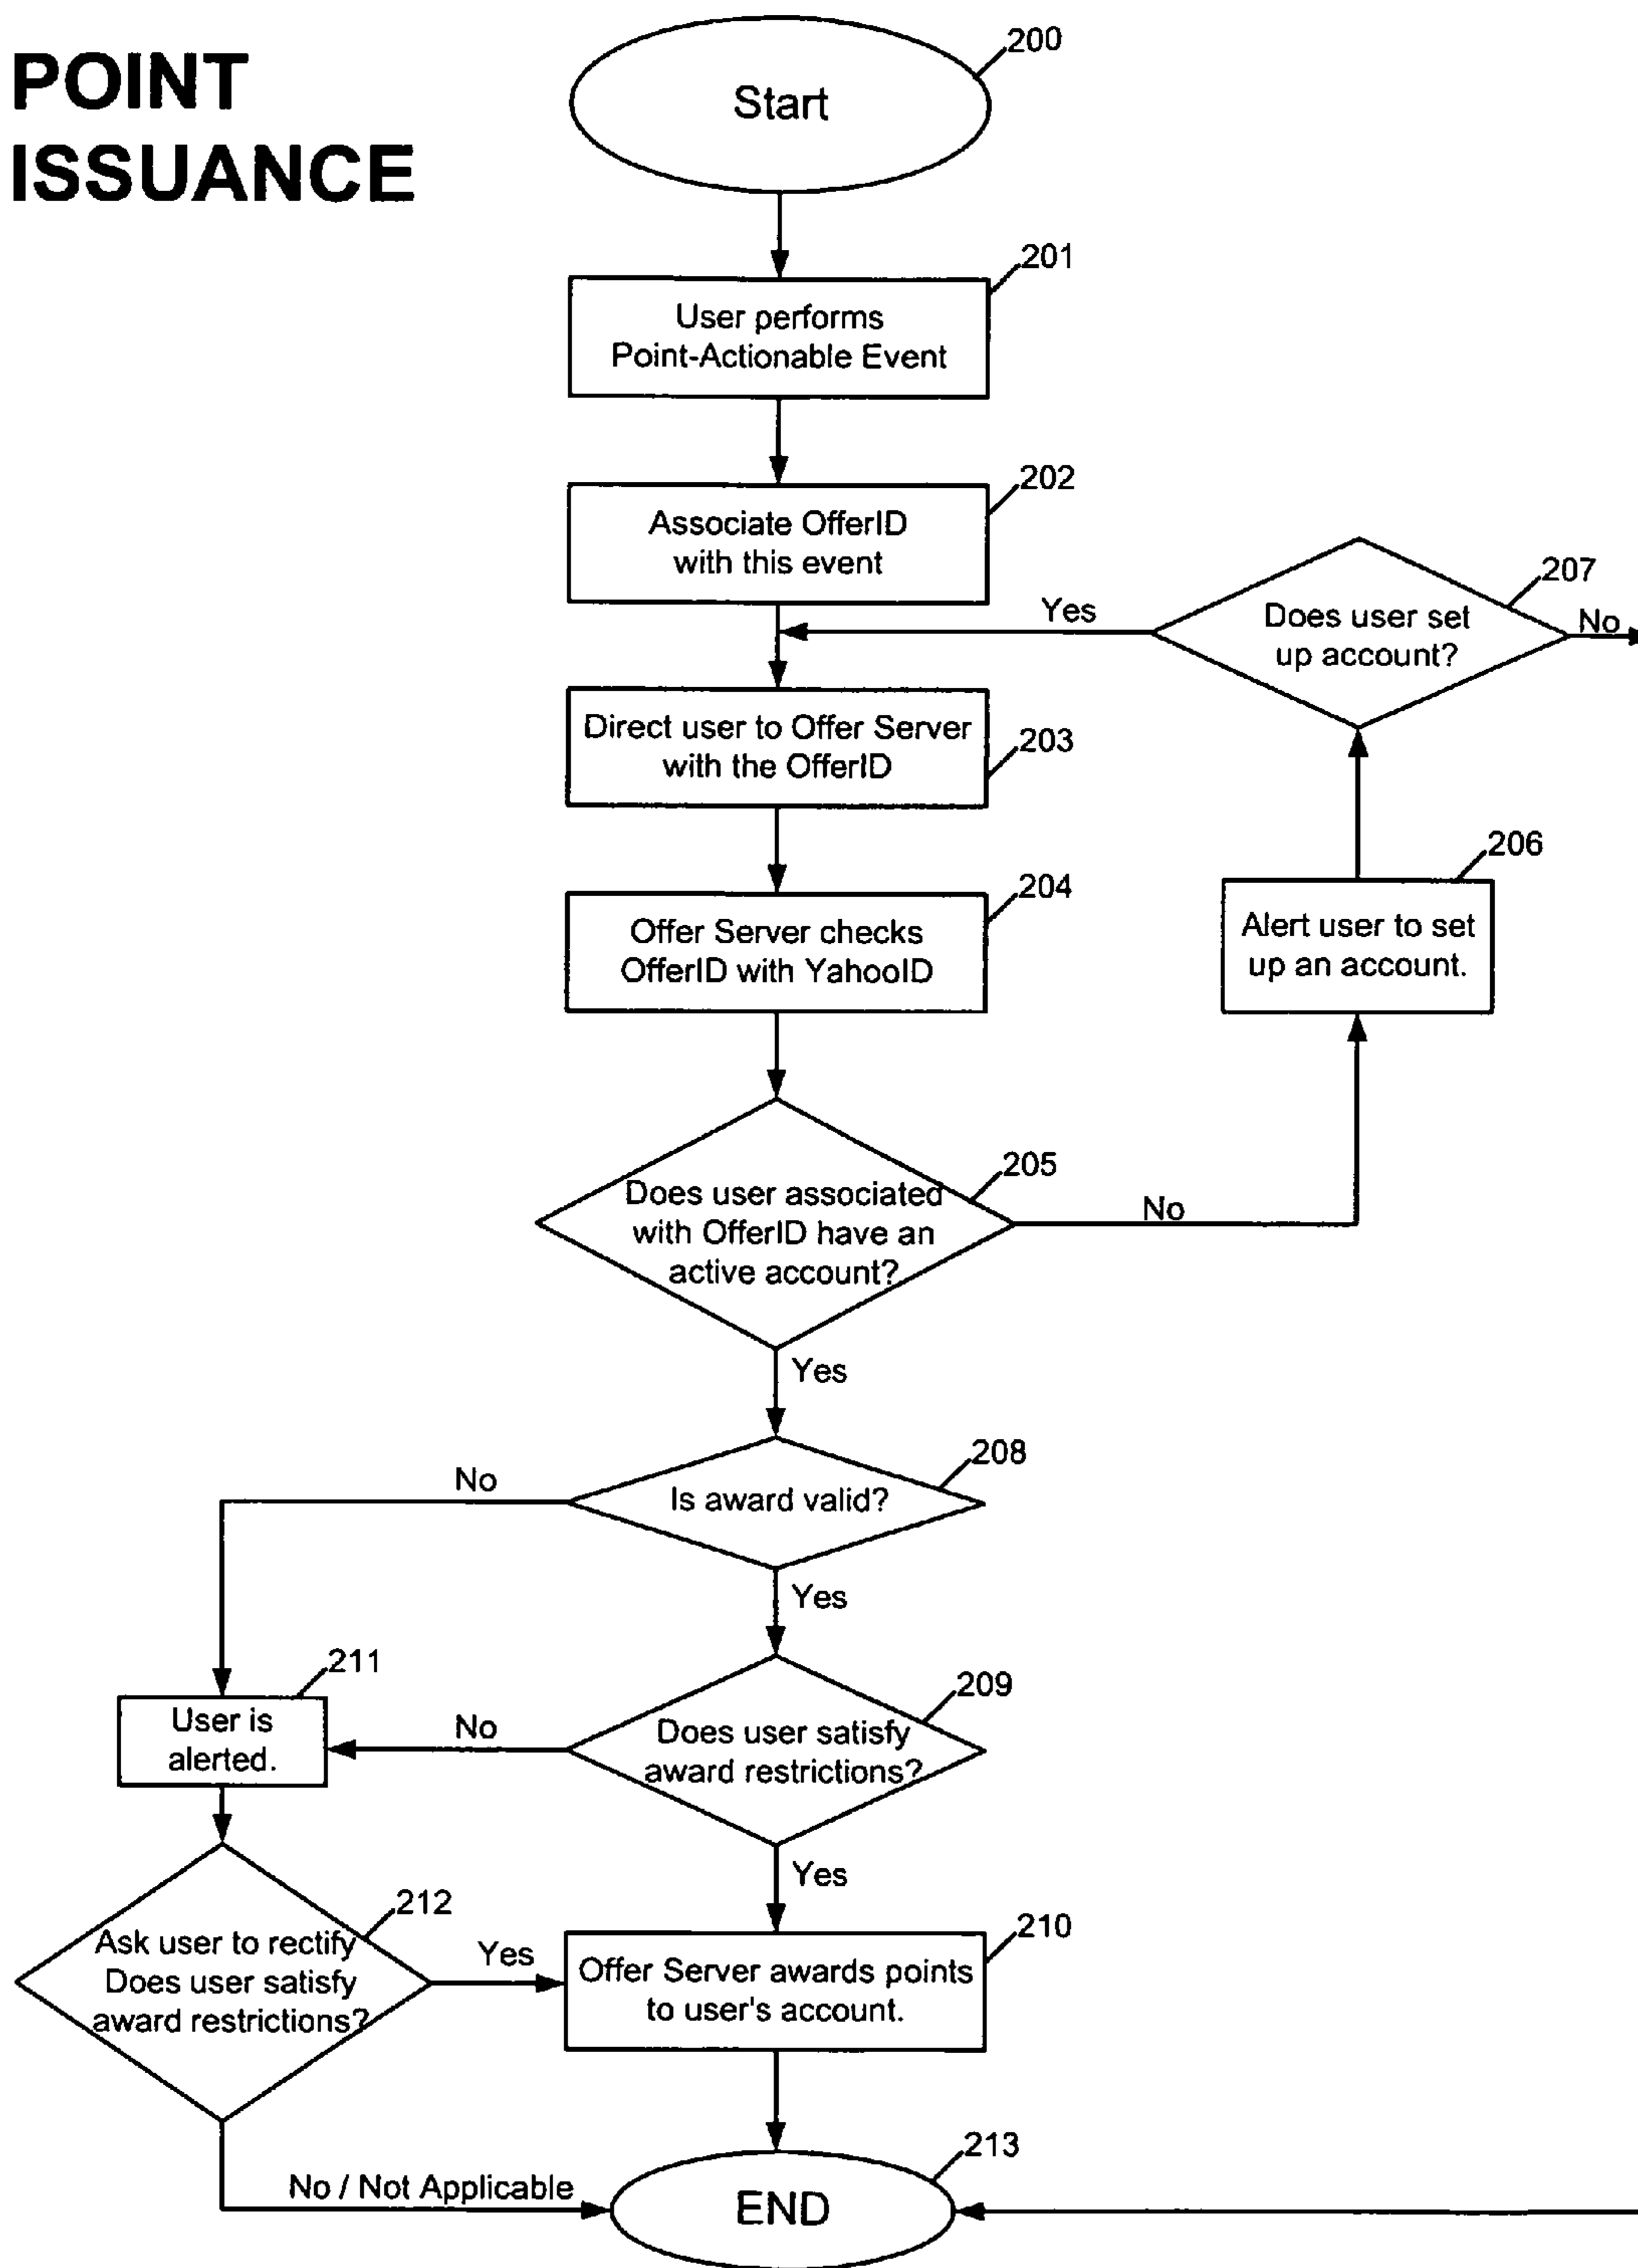 POINT
ISSUANCE
200
Start
201
User performs
Point-Actionable Event
202
Associate OfferID
with this event
207
Does user set
up account?
Yes
No
Direct user to Offer Server
with the OfferID
203
206
Alert user to set
up an account.
204
Offer Server checks
OfferID with YahooID
205
Does user associated
with OfferID have an
active account?
No
Yes
208
Is award valid?
No
Yes
211
User is
alerted.
209
Does user satisfy
award restrictions?
No
Yes
212
Ask user to rectify
Does user satisfy
award restrictions?
Yes
210
Offer Server awards points
to user's account.
No / Not Applicable
213
END